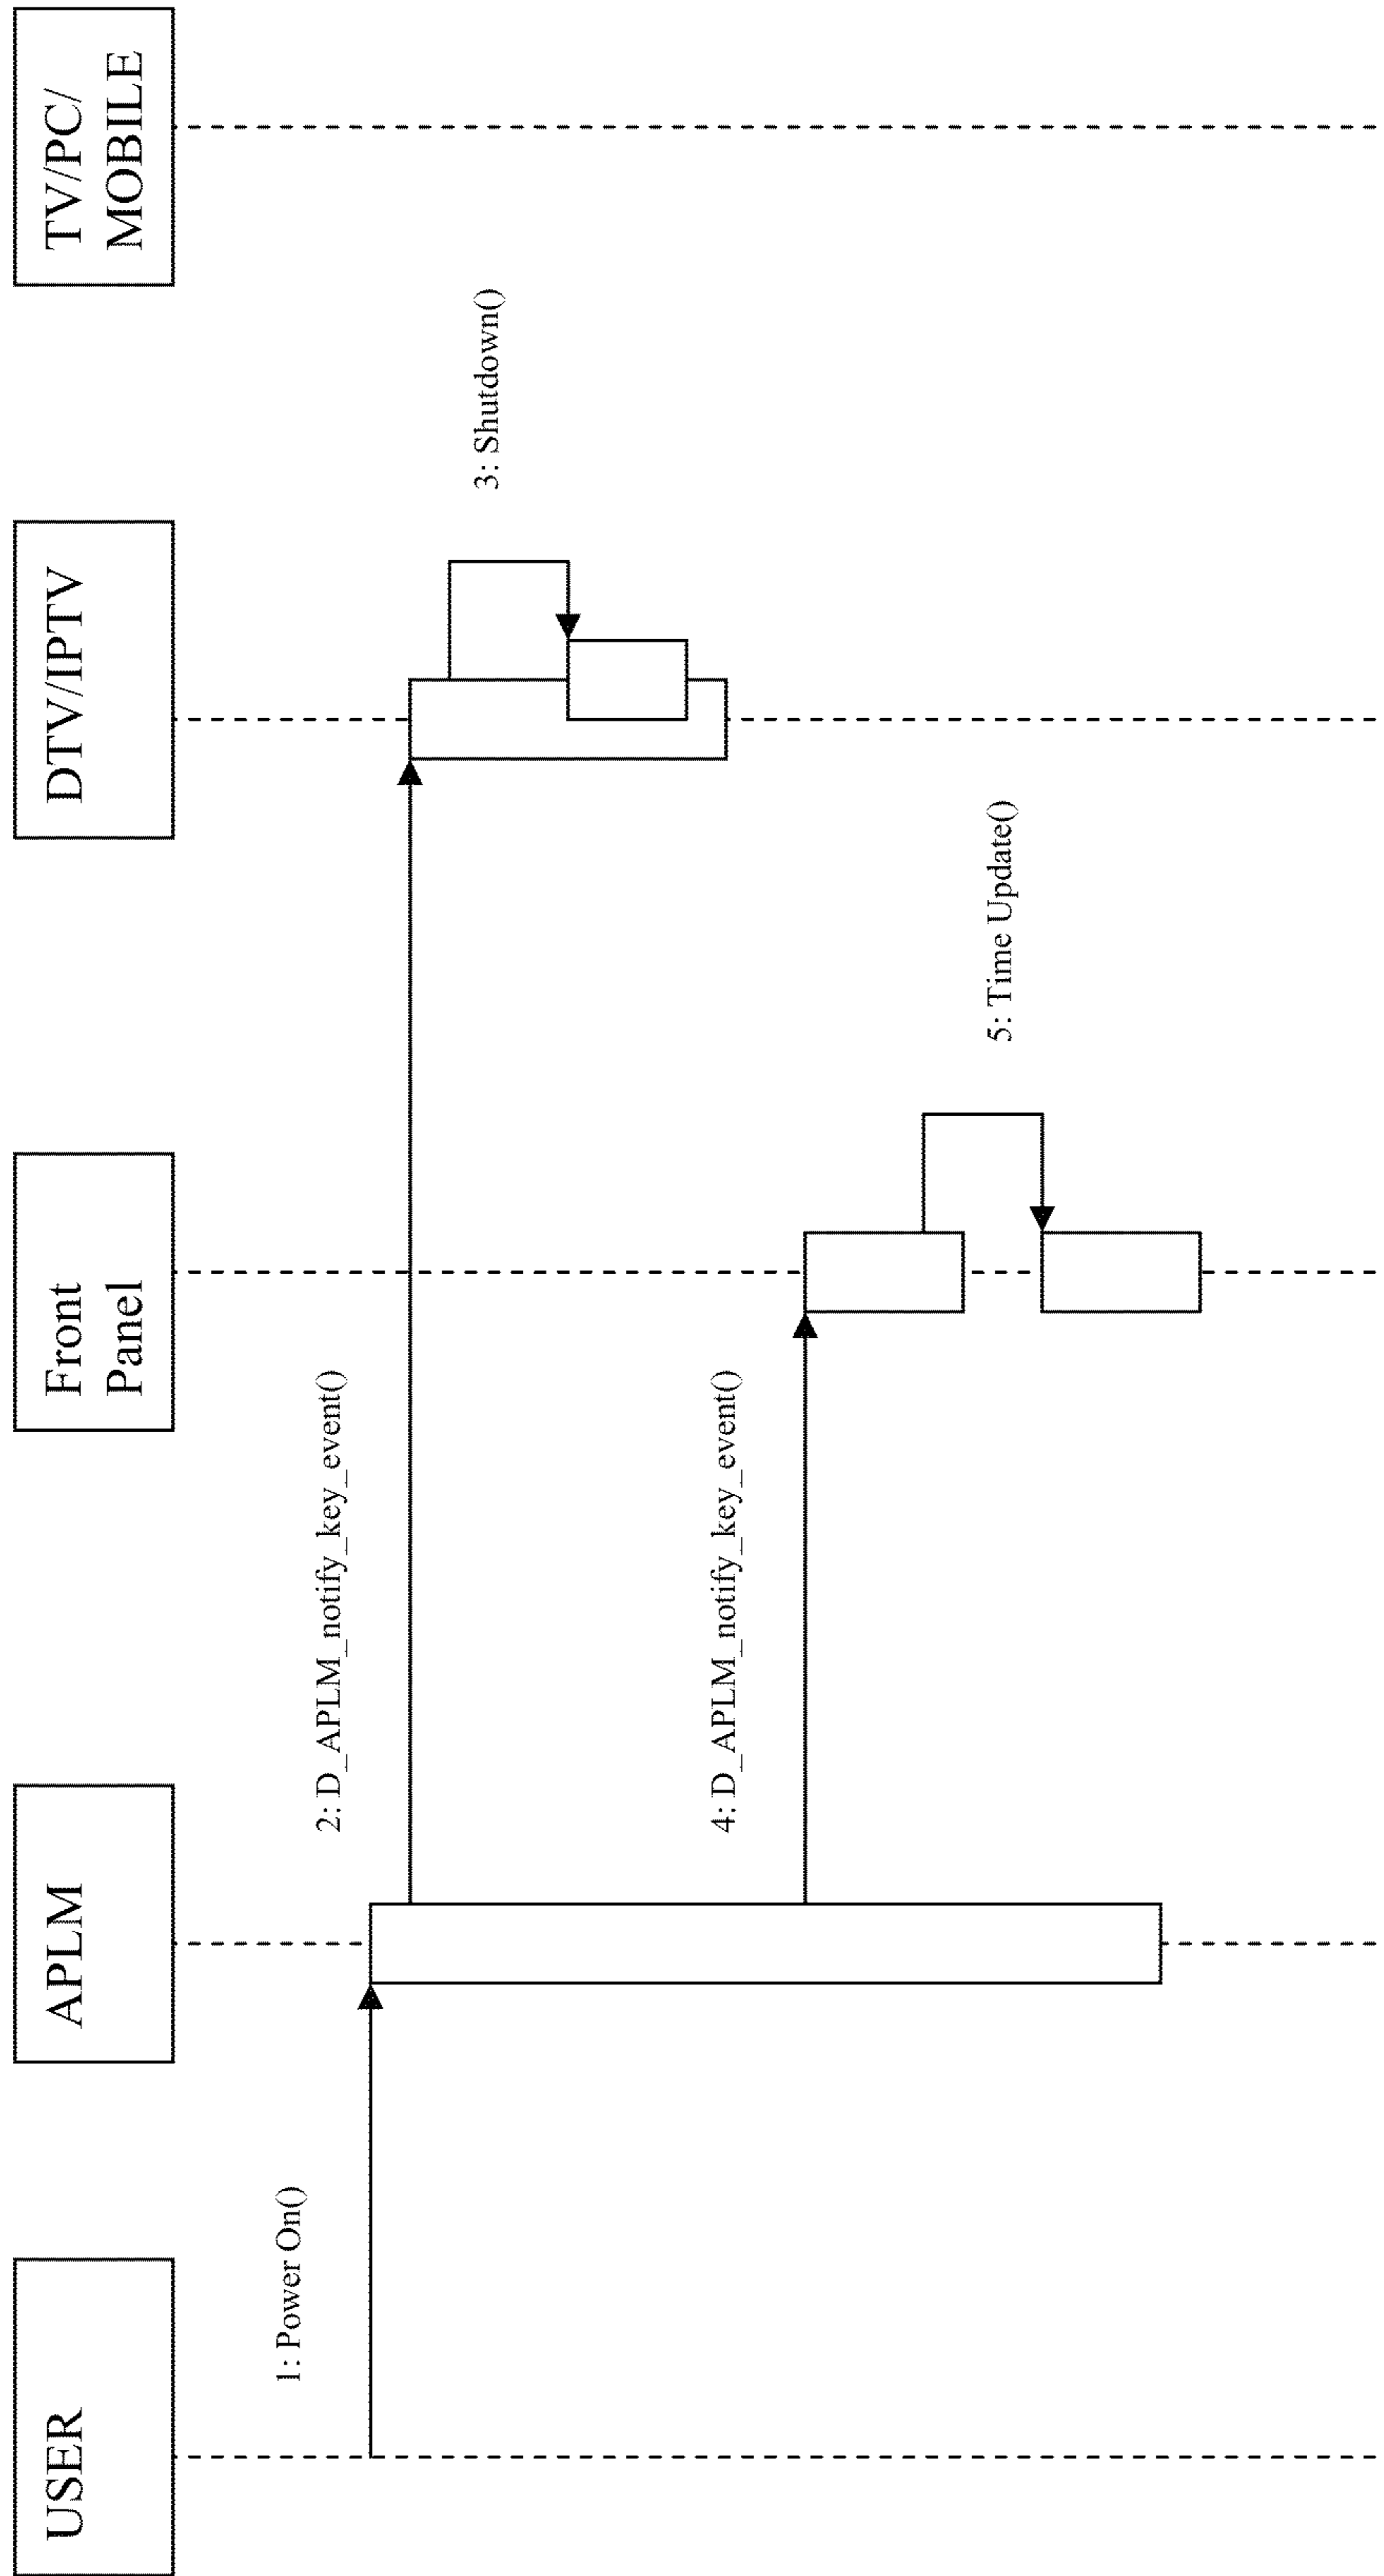 USER
APLM
Front
Panel
DTV/IPTV
TV/PC/
MOBILE
1: Power On()
2: D_APLM_notify_key_event()
3: Shutdown()
4: D_APLM_notify_key_event()
5: Time Update()